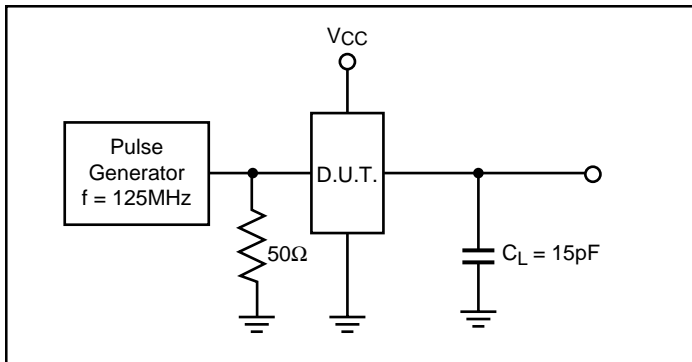 VCC
Pulse
Generator
f = 125MHz
D.U.T.
50Ω
CL = 15pF